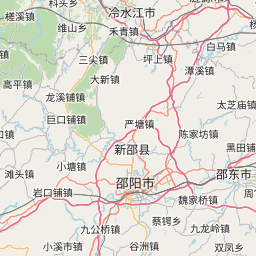 科头乡
冷水江市
槎溪镇
维山乡
禾青镇
白马镇
三尖镇
坪上镇
高平镇
大新镇
潭溪镇
龙溪铺镇
太芝庙镇
巨口铺镇
严塘镇
陈家坊镇
新邵县
黑田铺镇
小塘镇
滩头镇
岩口铺镇
邵阳市
邵东市
魏家桥镇
蔡锷乡
九公桥镇
九龙岭镇
小溪市镇
谷洲镇
双凤乡